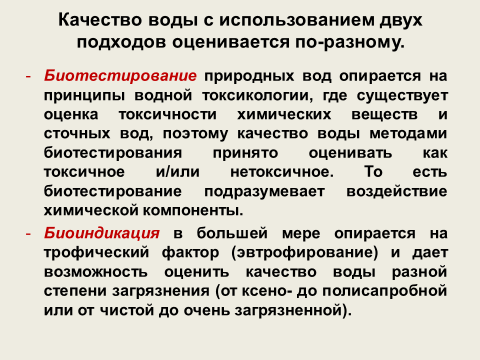 Качество воды с использованием двух
подходов оценивается по-разному.
- Биотестирование природных вод опирается на
принципы водной токсикологии, где существует
оценка токсичности химических веществ и
сточных вод, поэтому качество воды методами
биотестирования принято оценивать как
токсичное и/или нетоксичное. То есть
биотестирование подразумевает воздействие
химической компоненты.
- Биоиндикация в большей мере опирается на
трофический фактор (эвтрофирование) и дает
возможность оценить качество воды разной
степени загрязнения (от ксено- до полисапробной
или от чистой до очень загрязненной).